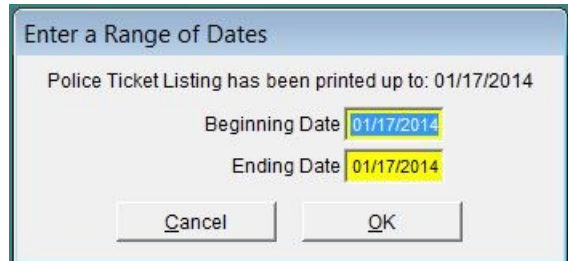 Enter a Range of Dates
Police Ticket Listing has been printed up to: 01/17/2014
Beginning Date 01/17/2014
Ending Date 01/17/2014
Cancel OK